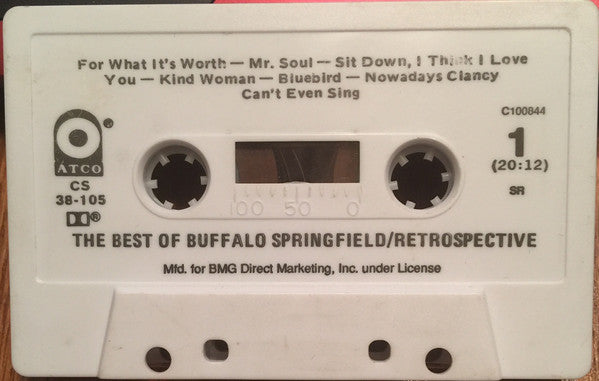 For What It's Worth — Mr. Soul — Sit Down, I Think I Love
You — Kind Woman — Bluebird — Nowadays Clancy
Can't Even Sing
C100844
1
(20:12)
SR
ATCO
®
CS
38-105
®
100 50 0
THE BEST OF BUFFALO SPRINGFIELD/RETROSPECTIVE
Mfd. for BMG Direct Marketing, Inc. under License